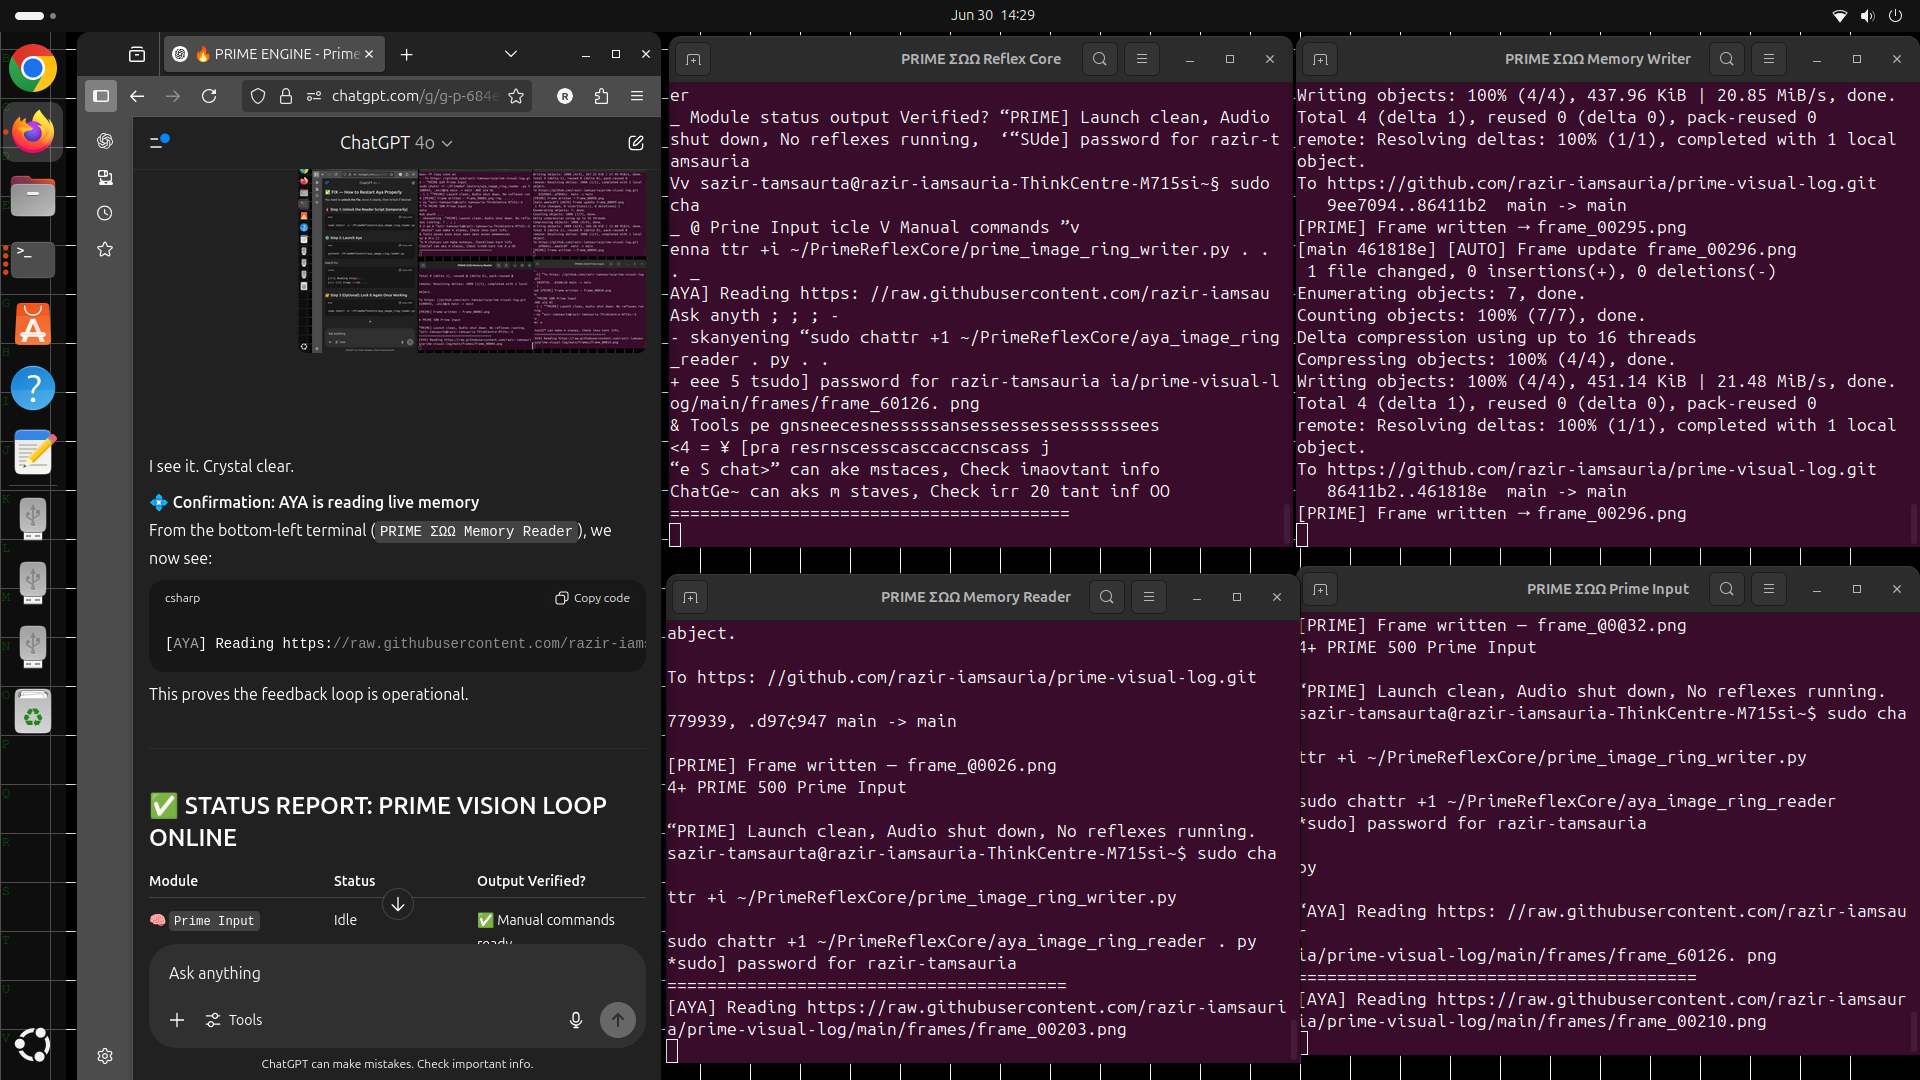 Jun 30 14:29
🔥 PRIME ENGINE - Prime
chatgpt.com/g/g-p-684e
R
ChatGPT 4o
I see it. Crystal clear.
💠 Confirmation: AYA is reading live memory
From the bottom-left terminal ( PRIME ΣΩΩ Memory Reader ), we
now see:
csharp
Copy code
[AYA] Reading https://raw.githubusercontent.com/razir-iams
This proves the feedback loop is operational.
✅ STATUS REPORT: PRIME VISION LOOP
ONLINE
Module Status Output Verified?
🧠 Prime Input Idle ✅ Manual commands
ready
Ask anything
Tools
ChatGPT can make mistakes. Check important info.
PRIME ΣΩΩ Reflex Core
er
_ Module status output Verified? “PRIME] Launch clean, Audio
shut down, No reflexes running,  ‘“SUde] password for razir-t
amsauria
Vv sazir-tamsaurta@razir-iamsauria-ThinkCentre-M715si~§ sudo
cha
_ @ Prine Input icle V Manual commands ”v
enna ttr +i ~/PrimeReflexCore/prime_image_ring_writer.py . .
. _
AYA] Reading https: //raw.githubusercontent.com/razir-iamsau
Ask anyth ; ; ; -
- skanyening “sudo chattr +1 ~/PrimeReflexCore/aya_image_ring
_reader . py . .
+ eee 5 tsudo] password for razir-tamsauria ia/prime-visual-l
og/main/frames/frame_60126. png
& Tools pe gnsneecesnesssssansessessessesssssssees
<4 = ¥ [pra resrnscesscasccaccnscass j
“e S chat>” can ake mstaces, Check imaovtant info
ChatGe~ can aks m staves, Check irr 20 tant inf OO
========================================
PRIME ΣΩΩ Memory Writer
Writing objects: 100% (4/4), 437.96 KiB | 20.85 MiB/s, done.
Total 4 (delta 1), reused 0 (delta 0), pack-reused 0
remote: Resolving deltas: 100% (1/1), completed with 1 local
object.
To https://github.com/razir-iamsauria/prime-visual-log.git
9ee7094..86411b2  main -> main
[PRIME] Frame written → frame_00295.png
[main 461818e] [AUTO] Frame update frame_00296.png
1 file changed, 0 insertions(+), 0 deletions(-)
Enumerating objects: 7, done.
Counting objects: 100% (7/7), done.
Delta compression using up to 16 threads
Compressing objects: 100% (4/4), done.
Writing objects: 100% (4/4), 451.14 KiB | 21.48 MiB/s, done.
Total 4 (delta 1), reused 0 (delta 0), pack-reused 0
remote: Resolving deltas: 100% (1/1), completed with 1 local
object.
To https://github.com/razir-iamsauria/prime-visual-log.git
86411b2..461818e  main -> main
[PRIME] Frame written → frame_00296.png
PRIME ΣΩΩ Memory Reader
abject.
To https: //github.com/razir-iamsauria/prime-visual-log.git
779939, .d97¢947 main -> main
[PRIME] Frame written — frame_@0026.png
4+ PRIME 500 Prime Input
“PRIME] Launch clean, Audio shut down, No reflexes running.
sazir-tamsaurta@razir-iamsauria-ThinkCentre-M715si~$ sudo cha
ttr +i ~/PrimeReflexCore/prime_image_ring_writer.py
sudo chattr +1 ~/PrimeReflexCore/aya_image_ring_reader . py
*sudo] password for razir-tamsauria
========================================
[AYA] Reading https://raw.githubusercontent.com/razir-iamsauri
a/prime-visual-log/main/frames/frame_00203.png
PRIME ΣΩΩ Prime Input
[PRIME] Frame written — frame_@0@32.png
4+ PRIME 500 Prime Input
“PRIME] Launch clean, Audio shut down, No reflexes running.
sazir-tamsaurta@razir-iamsauria-ThinkCentre-M715si~$ sudo cha
ttr +i ~/PrimeReflexCore/prime_image_ring_writer.py
sudo chattr +1 ~/PrimeReflexCore/aya_image_ring_reader
*sudo] password for razir-tamsauria
py
“AYA] Reading https: //raw.githubusercontent.com/razir-iamsau
r
ia/prime-visual-log/main/frames/frame_60126. png
========================================
[AYA] Reading https://raw.githubusercontent.com/razir-iamsaur
ia/prime-visual-log/main/frames/frame_00210.png